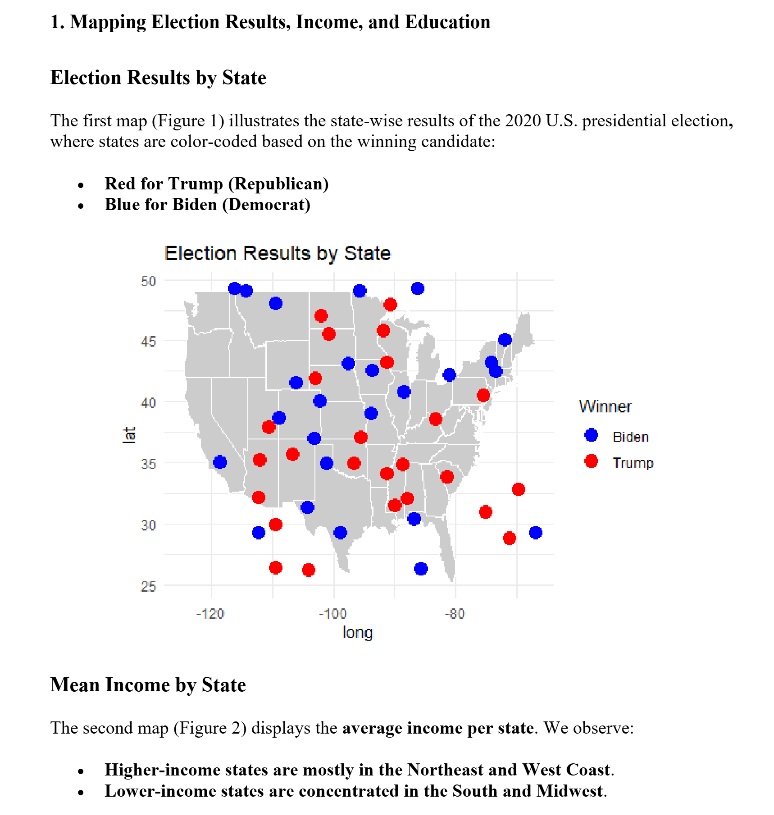 1. Mapping Election Results, Income, and Education
Election Results by State
The first map (Figure 1) illustrates the state-wise results of the 2020 U.S. presidential election,
where states are color-coded based on the winning candidate:
• Red for Trump (Republican)
• Blue for Biden (Democrat)
Election Results by State
50
45
40
35
30
25
lat
-120
-100
-80
long
Winner
Biden
Trump
Mean Income by State
The second map (Figure 2) displays the average income per state. We observe:
• Higher-income states are mostly in the Northeast and West Coast.
• Lower-income states are concentrated in the South and Midwest.